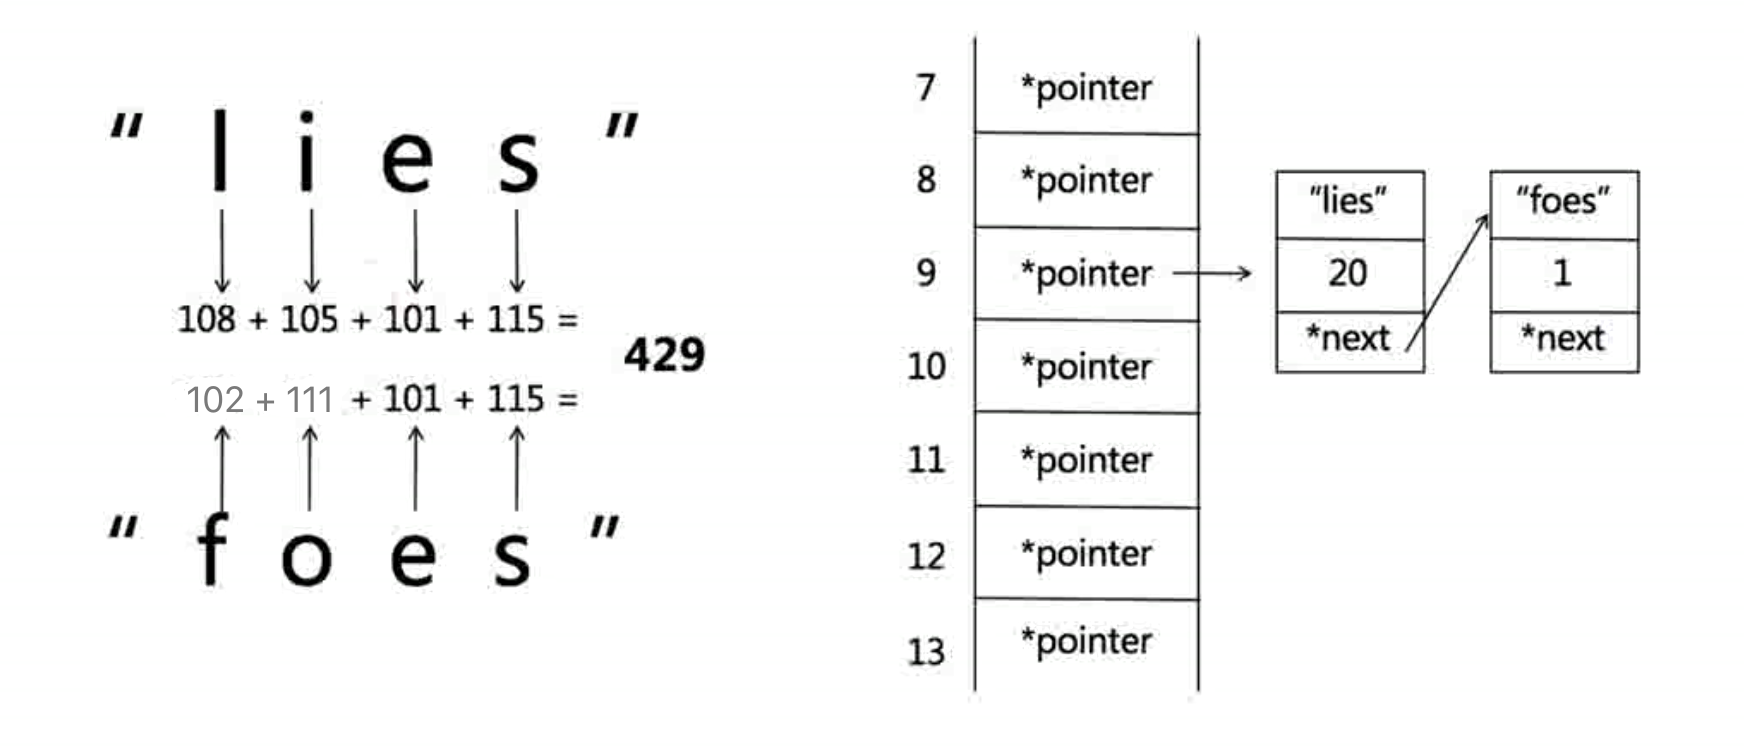 “ l i e s ”
108 + 105 + 101 + 115 =
429
102 + 111 + 101 + 115 =
“ f o e s ”
7 *pointer
8 *pointer
9 *pointer
10 *pointer
11 *pointer
12 *pointer
13 *pointer
“lies”
20
*next
“foes”
1
*next